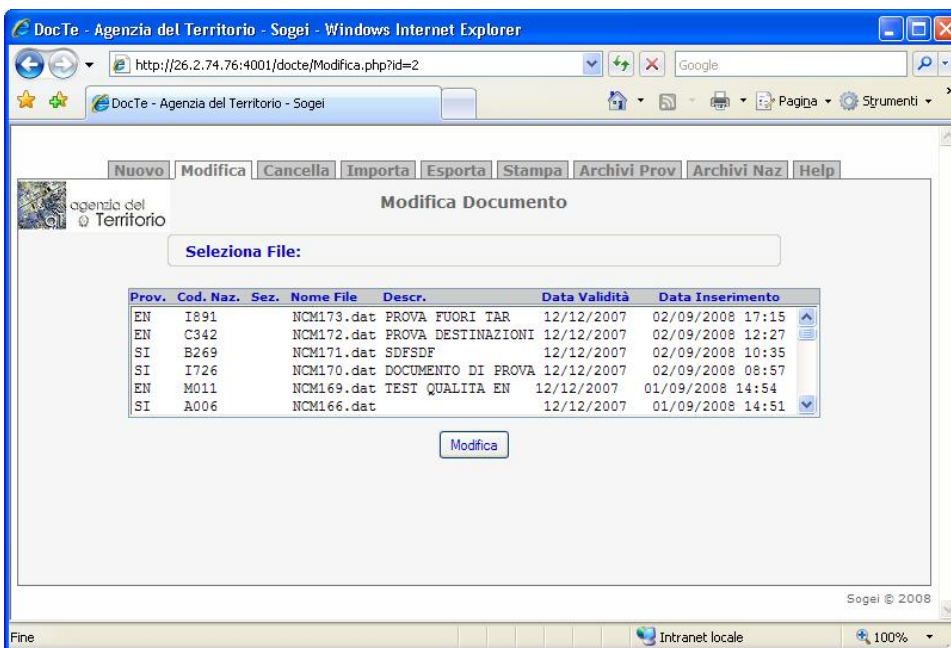 DocTe - Agenzia del Territorio - Sogei - Windows Internet Explorer
http://26.2.74.76:4001/docte/Modifica.php?id=2 Google
DocTe - Agenzia del Territorio - Sogei Pagina Strumenti
Nuovo Modifica Cancella Importa Esporta Stampa Archivi Prov Archivi Naz Help
agenzia del
Territorio
Modifica Documento
Seleziona File:
Prov. Cod. Naz. Sez. Nome File Descr. Data Validità Data Inserimento
EN I891 NCM173.dat PROVA FUORI TAR 12/12/2007 02/09/2008 17:15
EN C342 NCM172.dat PROVA DESTINAZIONI 12/12/2007 02/09/2008 12:27
SI B269 NCM171.dat SDFSDF 12/12/2007 02/09/2008 10:35
SI I726 NCM170.dat DOCUMENTO DI PROVA 12/12/2007 02/09/2008 08:57
EN M011 NCM169.dat TEST QUALITA EN 12/12/2007 01/09/2008 14:54
SI A006 NCM166.dat 12/12/2007 01/09/2008 14:51
Modifica
Sogei © 2008
Fine Intranet locale 100%